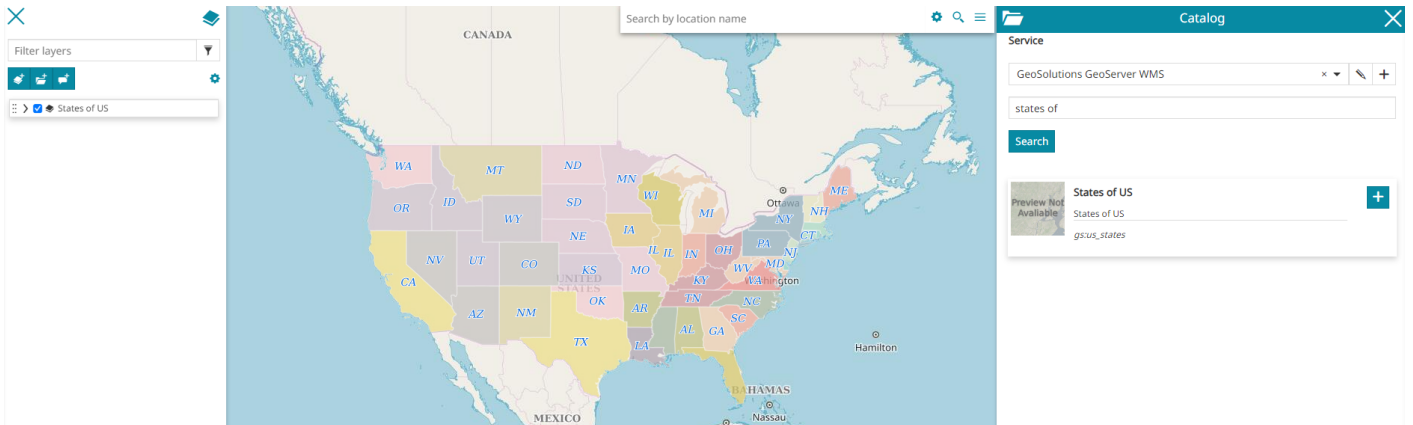 Filter layers
States of US
Search by location name
CANADA
WA
MT
ND
MN
OR
ID
SD
WI
ME
Ottawa
WY
MI
NY
NH
NE
IA
CT
PA
NV
UT
CO
IL
IL
IN
OH
NJ
CA
KS
MO
WV
MD
UNITED
STATES
KY
VA
Washington
OK
TN
NC
AZ
NM
AR
SC
TX
AL
GA
LA
Hamilton
BAHAMAS
MEXICO
Nassau
Catalog
Service
GeoSolutions GeoServer WMS
states of
Search
Preview Not
Available
States of US
States of US
gs:us_states